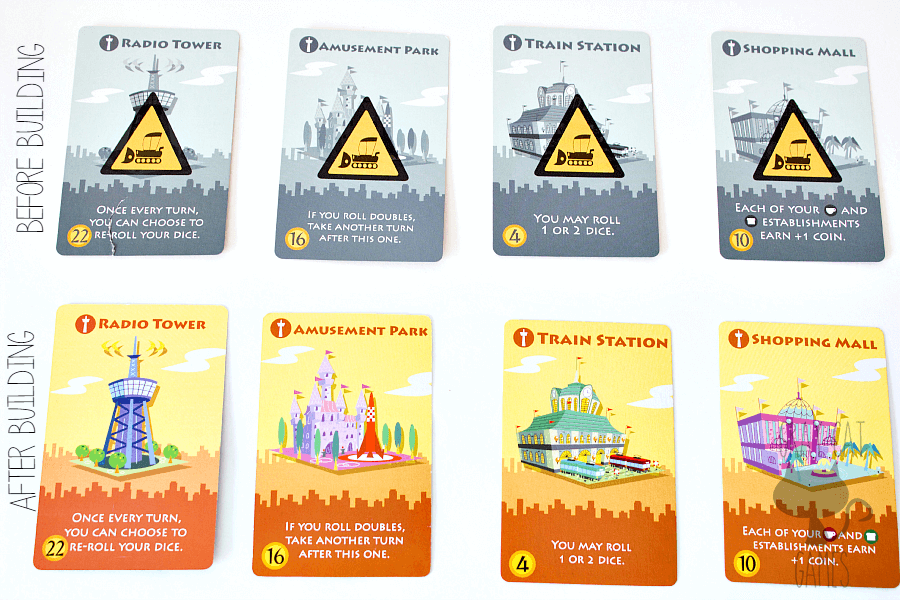 BEFORE BUILDING
RADIO TOWER
ONCE EVERY TURN,
YOU CAN CHOOSE TO
RE-ROLL YOUR DICE.
22
AMUSEMENT PARK
IF YOU ROLL DOUBLES,
TAKE ANOTHER TURN
AFTER THIS ONE.
16
TRAIN STATION
YOU MAY ROLL
1 OR 2 DICE.
4
SHOPPING MALL
EACH OF YOUR AND
ESTABLISHMENTS
EARN +1 COIN.
10
AFTER BUILDING
RADIO TOWER
ONCE EVERY TURN,
YOU CAN CHOOSE TO
RE-ROLL YOUR DICE.
22
AMUSEMENT PARK
IF YOU ROLL DOUBLES,
TAKE ANOTHER TURN
AFTER THIS ONE.
16
TRAIN STATION
YOU MAY ROLL
1 OR 2 DICE.
4
SHOPPING MALL
EACH OF YOUR AND
ESTABLISHMENTS EARN
+1 COIN.
10
GAMES